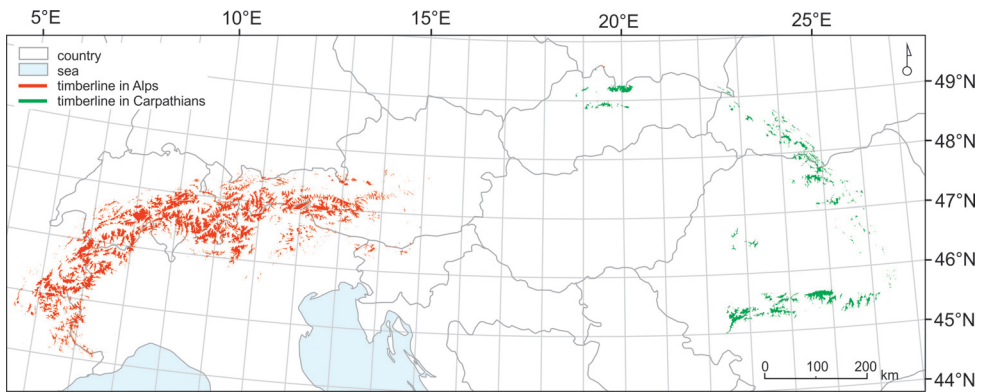 5°E 10°E 15°E 20°E 25°E
country
sea
timberline in Alps
timberline in Carpathians
49°N
48°N
47°N
46°N
45°N
44°N
0 100 200
km